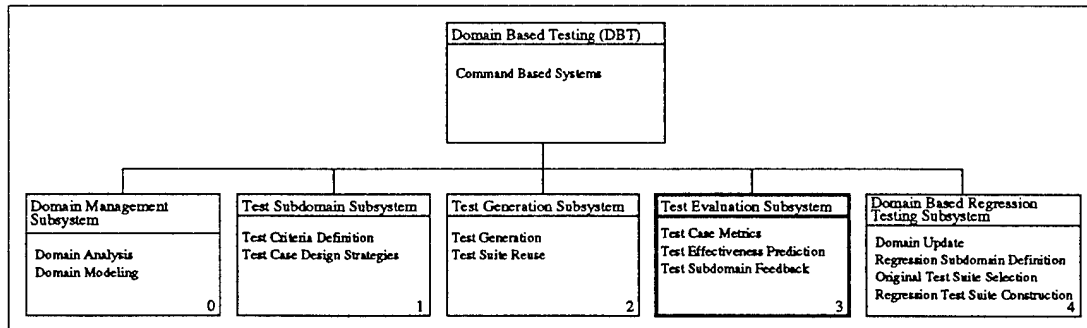 Domain Based Testing (DBT)
Command Based Systems
Domain Management
Subsystem
Domain Analysis
Domain Modeling
0
Test Subdomain Subsystem
Test Criteria Definition
Test Case Design Strategies
1
Test Generation Subsystem
Test Generation
Test Suite Reuse
2
Test Evaluation Subsystem
Test Case Metrics
Test Effectiveness Prediction
Test Subdomain Feedback
3
Domain Based Regression
Testing Subsystem
Domain Update
Regression Subdomain Definition
Original Test Suite Selection
Regression Test Suite Construction
4